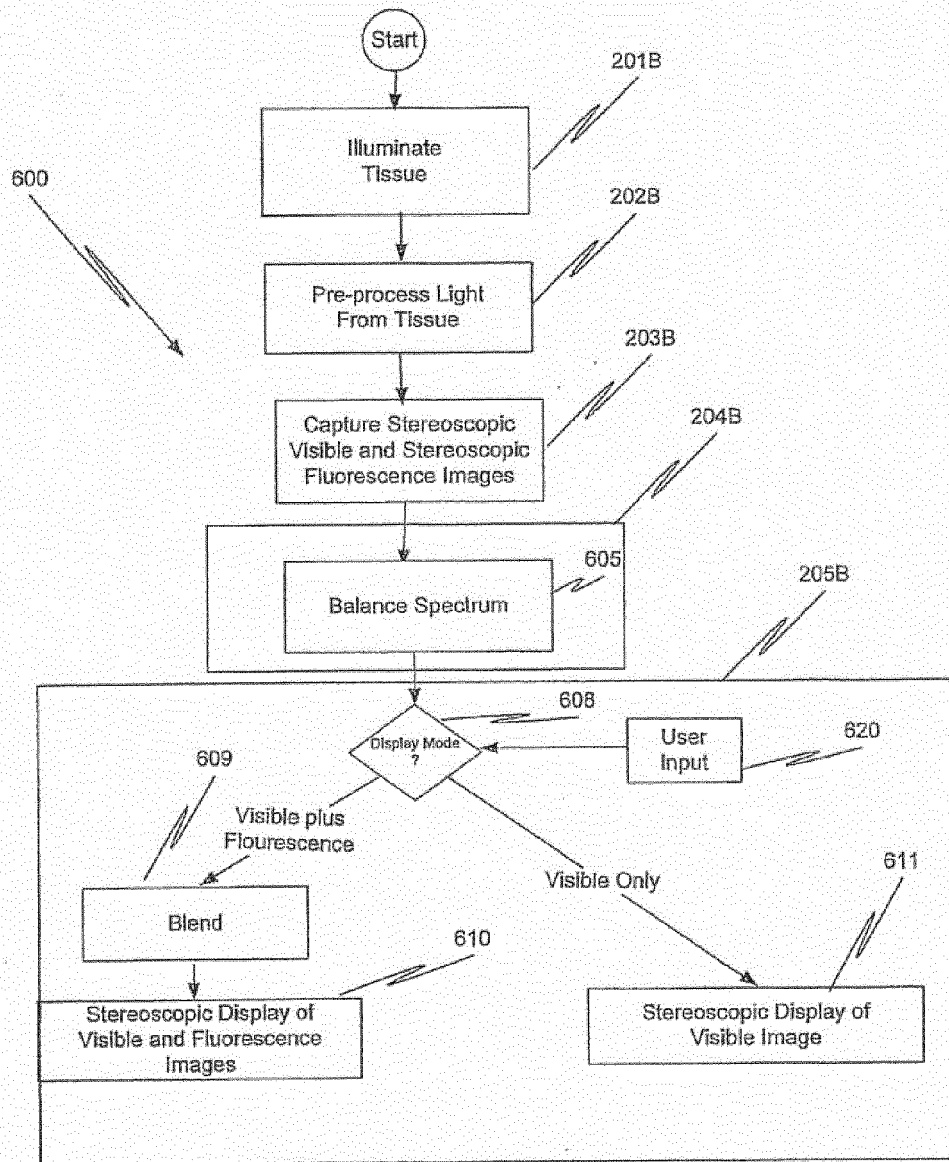 Start
201B
Illuminate
Tissue
600
202B
Pre-process Light
From Tissue
203B
Capture Stereoscopic
Visible and Stereoscopic
Fluorescence Images
204B
605
Balance Spectrum
205B
608
Display Mode
?
User
Input
620
609
Visible plus
Flourescence
Visible Only
611
Blend
610
Stereoscopic Display of
Visible and Fluorescence
Images
Stereoscopic Display of
Visible Image